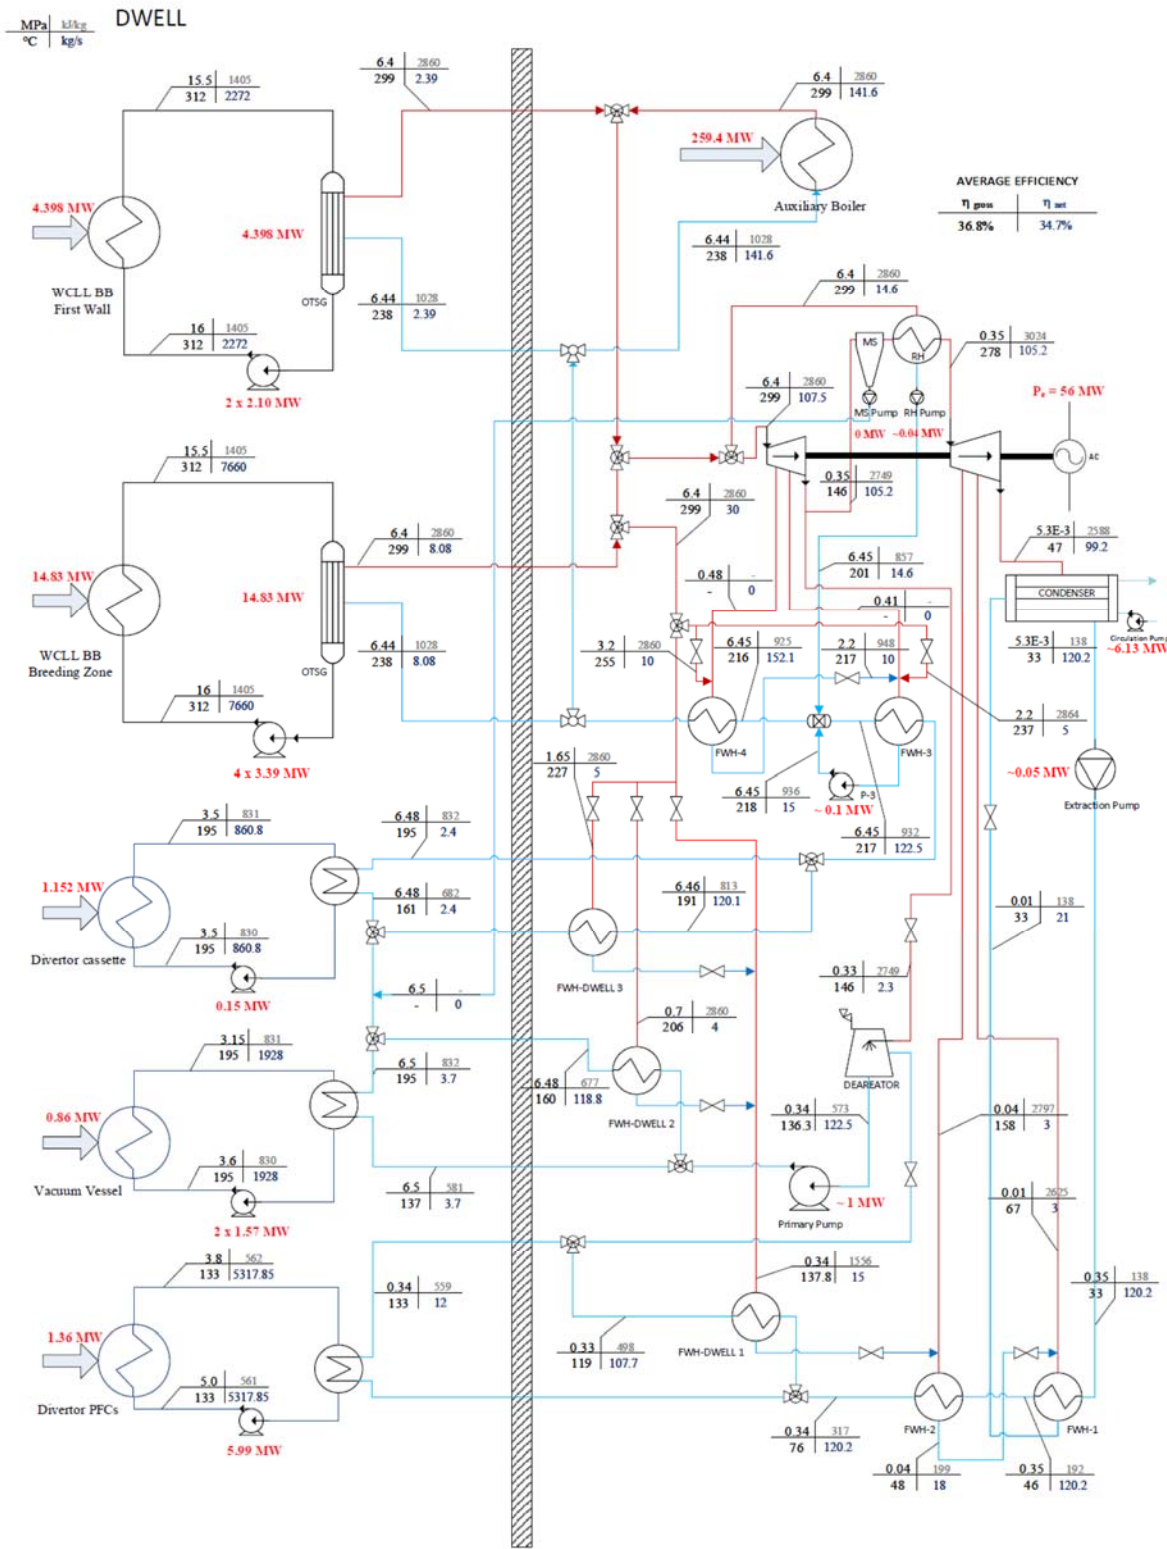 DWELL
MPa kJ/kg
°C kg/s
6.4 2860
299 2.39
15.5 1405
312 2272
4.398 MW
4.398 MW
WCLL BB
First Wall
OTSG
6.44 1028
238 2.39
16 1405
312 2272
2 x 2.10 MW
6.4 2860
299 141.6
259.4 MW
Auxiliary Boiler
AVERAGE EFFICIENCY
η gross η net
36.8% 34.7%
6.44 1028
238 141.6
6.4 2860
299 14.6
MS
RH
0.35 3024
278 105.2
6.4 2860
299 107.5
MS Pump RH Pump
0 MW ~0.04 MW
Pe = 56 MW
AC
15.5 1405
312 7660
0.35 2749
146 105.2
6.4 2860
299 30
6.4 2860
299 8.08
14.83 MW
14.83 MW
WCLL BB
Breeding Zone
OTSG
6.44 1028
238 8.08
16 1405
312 7660
4 x 3.39 MW
5.3E-3 2588
47 99.2
CONDENSER
Circulation Pump
~6.13 MW
5.3E-3 138
33 120.2
6.45 857
201 14.6
0.48 -
- 0
0.41 -
- 0
3.2 2860
255 10
6.45 925
216 152.1
2.2 948
217 10
2.2 2864
237 5
FWH-4
FWH-3
1.65 2860
227 5
6.45 936
218 15
P-3
~ 0.1 MW
6.45 932
217 122.5
~0.05 MW
Extraction Pump
3.5 831
195 860.8
6.48 832
195 2.4
1.152 MW
6.48 682
161 2.4
Divertor cassette
3.5 830
195 860.8
0.15 MW
6.46 813
191 120.1
FWH-DWELL 3
0.01 138
33 21
0.33 2749
146 2.3
6.5 -
- 0
0.7 2860
206 4
3.15 831
195 1928
6.5 832
195 3.7
0.86 MW
6.48 677
160 118.8
FWH-DWELL 2
DEAREATOR
0.34 573
136.3 122.5
0.04 2797
158 3
Vacuum Vessel
3.6 830
195 1928
2 x 1.57 MW
6.5 581
137 3.7
~ 1 MW
Primary Pump
0.01 2625
67 3
3.8 562
133 5317.85
0.34 559
133 12
0.34 1556
137.8 15
0.35 138
33 120.2
1.36 MW
0.33 498
119 107.7
FWH-DWELL 1
Divertor PFCs
5.0 561
133 5317.85
5.99 MW
0.34 317
76 120.2
FWH-2
FWH-1
0.04 199
48 18
0.35 192
46 120.2